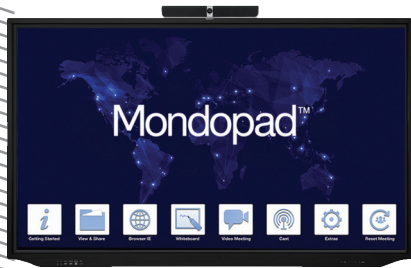 Mondopad™
Getting Started
View & Share
Browser IE
Whiteboard
Video Meeting
Cast
Extras
Reset Meeting